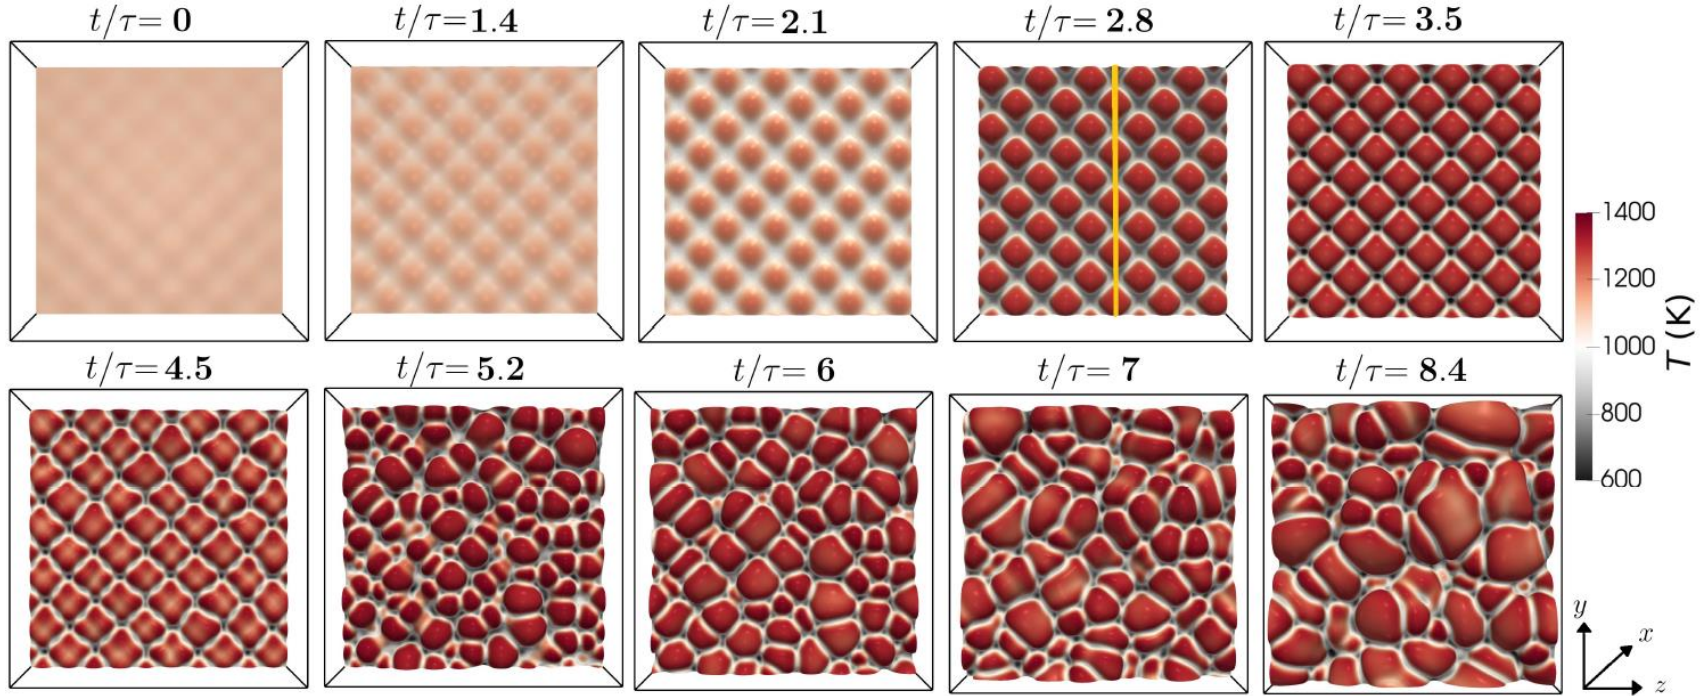 t/τ= 0
t/τ= 1.4
t/τ= 2.1
t/τ= 2.8
t/τ= 3.5
1400
1200
1000
800
600
T (K)
t/τ= 4.5
t/τ= 5.2
t/τ= 6
t/τ= 7
t/τ= 8.4
y
x
z